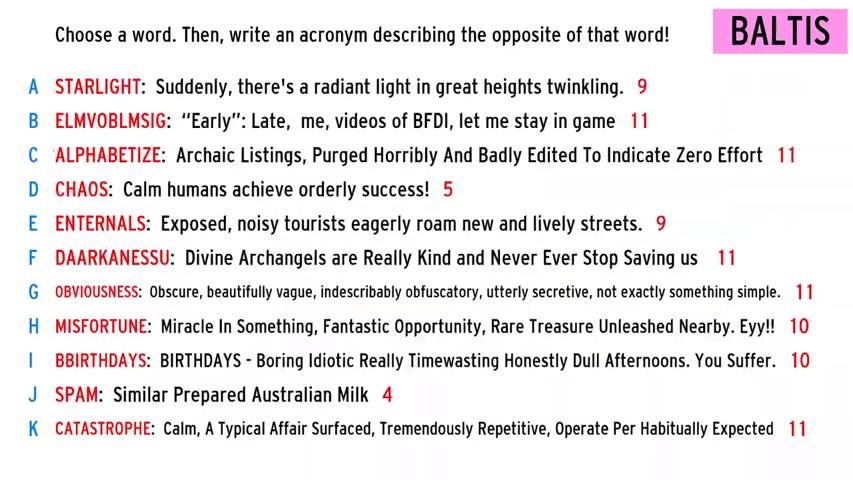 Choose a word. Then, write an acronym describing the opposite of that word!
BALTIS
A STARLIGHT: Suddenly, there's a radiant light in great heights twinkling. 9
B ELMVOBLMSIG: “Early”: Late, me, videos of BFDI, let me stay in game 11
C ALPHABETIZE: Archaic Listings, Purged Horribly And Badly Edited To Indicate Zero Effort 11
D CHAOS: Calm humans achieve orderly success! 5
E ENTERNALS: Exposed, noisy tourists eagerly roam new and lively streets. 9
F DAARKANESSU: Divine Archangels are Really Kind and Never Ever Stop Saving us 11
G OBVIOUSNESS: Obscure, beautifully vague, indescribably obfuscatory, utterly secretive, not exactly something simple. 11
H MISFORTUNE: Miracle In Something, Fantastic Opportunity, Rare Treasure Unleashed Nearby. Eyy!! 10
I BBIRTHDAYS: BIRTHDAYS - Boring Idiotic Really Timewasting Honestly Dull Afternoons. You Suffer. 10
J SPAM: Similar Prepared Australian Milk 4
K CATASTROPHE: Calm, A Typical Affair Surfaced, Tremendously Repetitive, Operate Per Habitually Expected 11